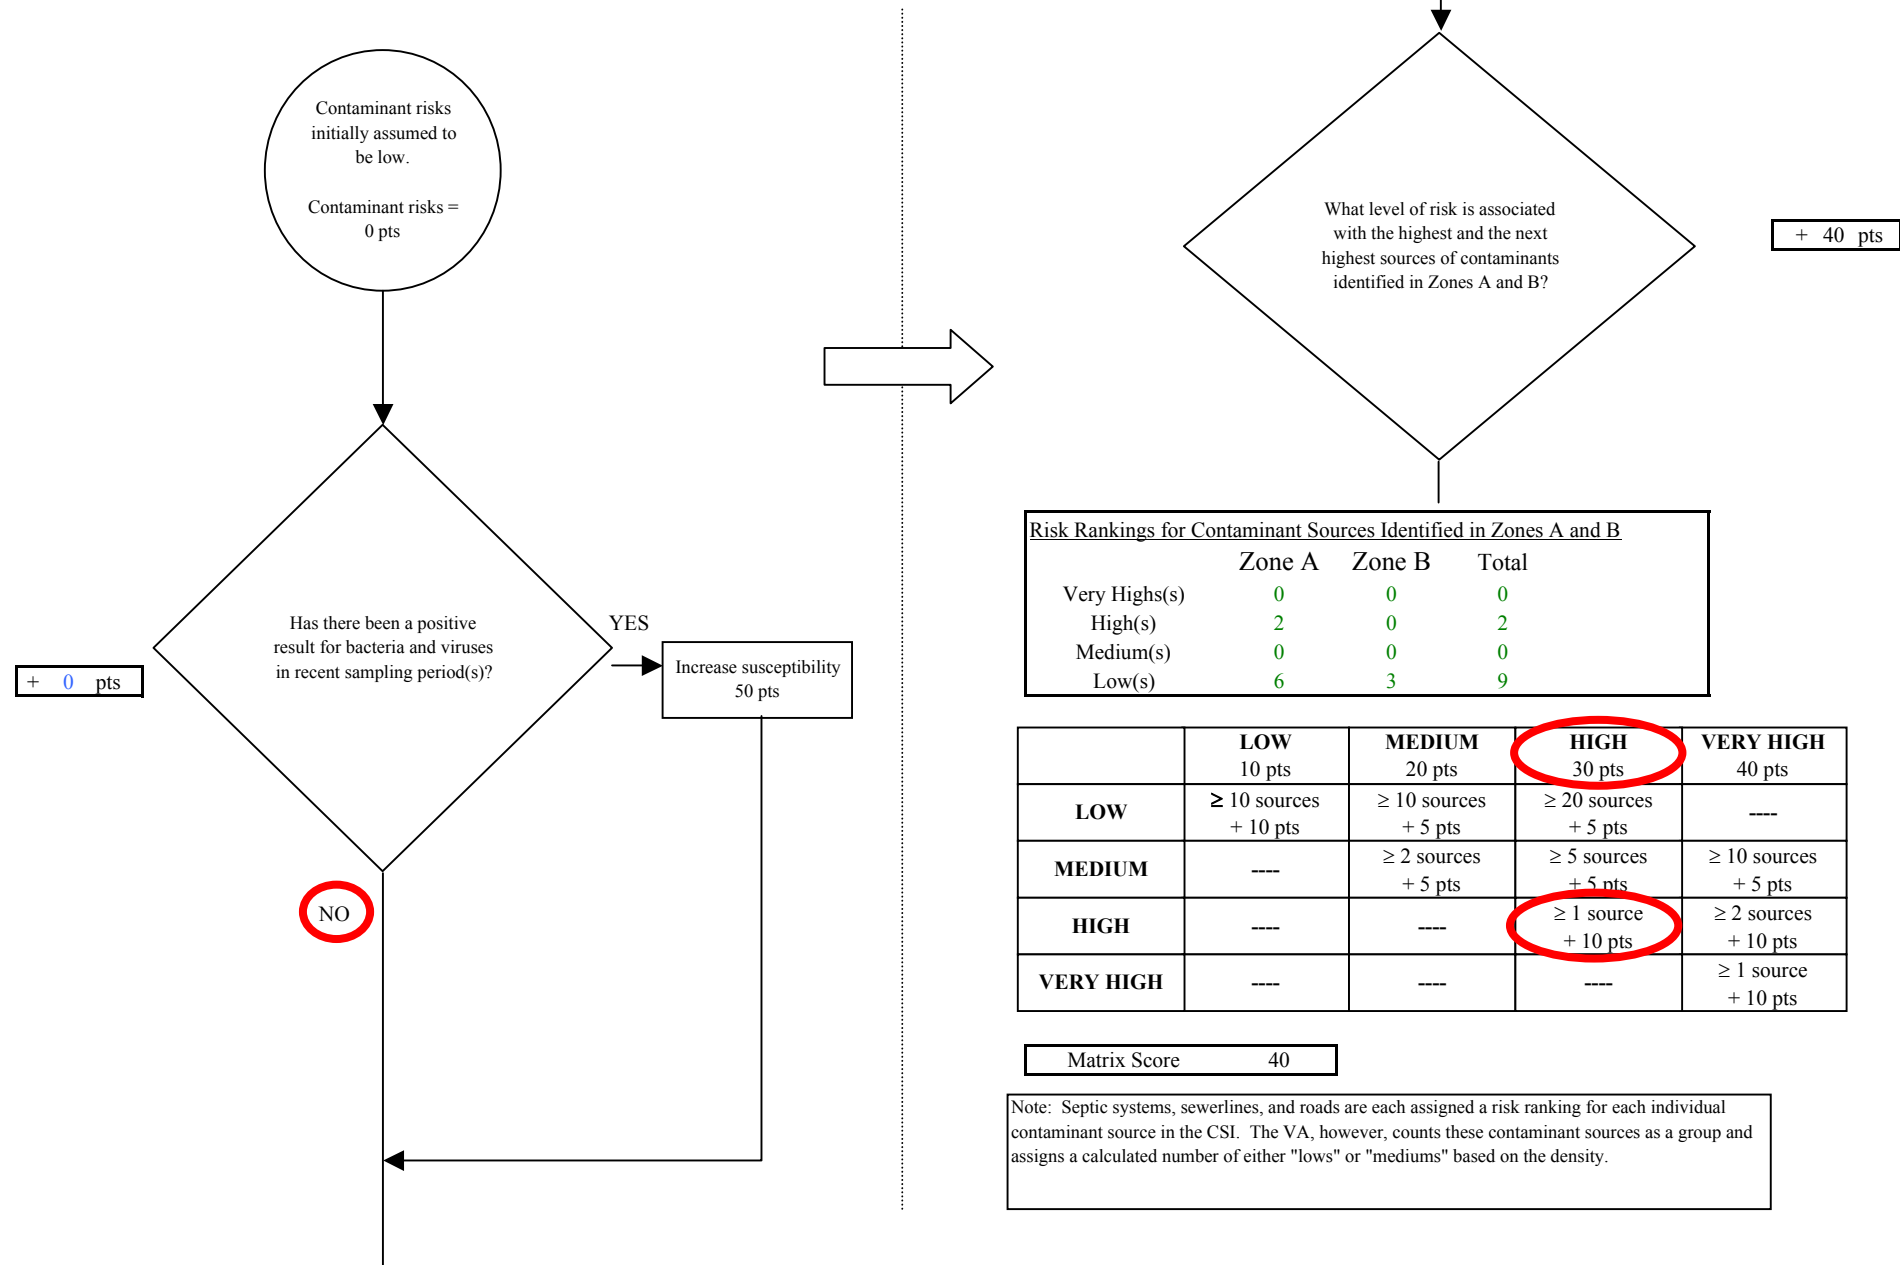 Contaminant risks
initially assumed to
be low.
Contaminant risks =
0 pts
Has there been a positive
result for bacteria and viruses
in recent sampling period(s)?
YES
Increase susceptibility
50 pts
+ 0 pts
NO
What level of risk is associated
with the highest and the next
highest sources of contaminants
identified in Zones A and B?
+ 40 pts
Risk Rankings for Contaminant Sources Identified in Zones A and B
Zone A Zone B Total
Very Highs(s) 0 0 0
High(s) 2 0 2
Medium(s) 0 0 0
Low(s) 6 3 9
LOW MEDIUM HIGH VERY HIGH
10 pts 20 pts 30 pts 40 pts
LOW ≥ 10 sources ≥ 10 sources ≥ 20 sources ----
+ 10 pts + 5 pts + 5 pts
MEDIUM ---- ≥ 2 sources ≥ 5 sources ≥ 10 sources
+ 5 pts + 5 pts + 5 pts
HIGH ---- ---- ≥ 1 source ≥ 2 sources
+ 10 pts + 10 pts
VERY HIGH ---- ---- ---- ≥ 1 source
+ 10 pts
Matrix Score 40
Note: Septic systems, sewerlines, and roads are each assigned a risk ranking for each individual
contaminant source in the CSI. The VA, however, counts these contaminant sources as a group and
assigns a calculated number of either "lows" or "mediums" based on the density.